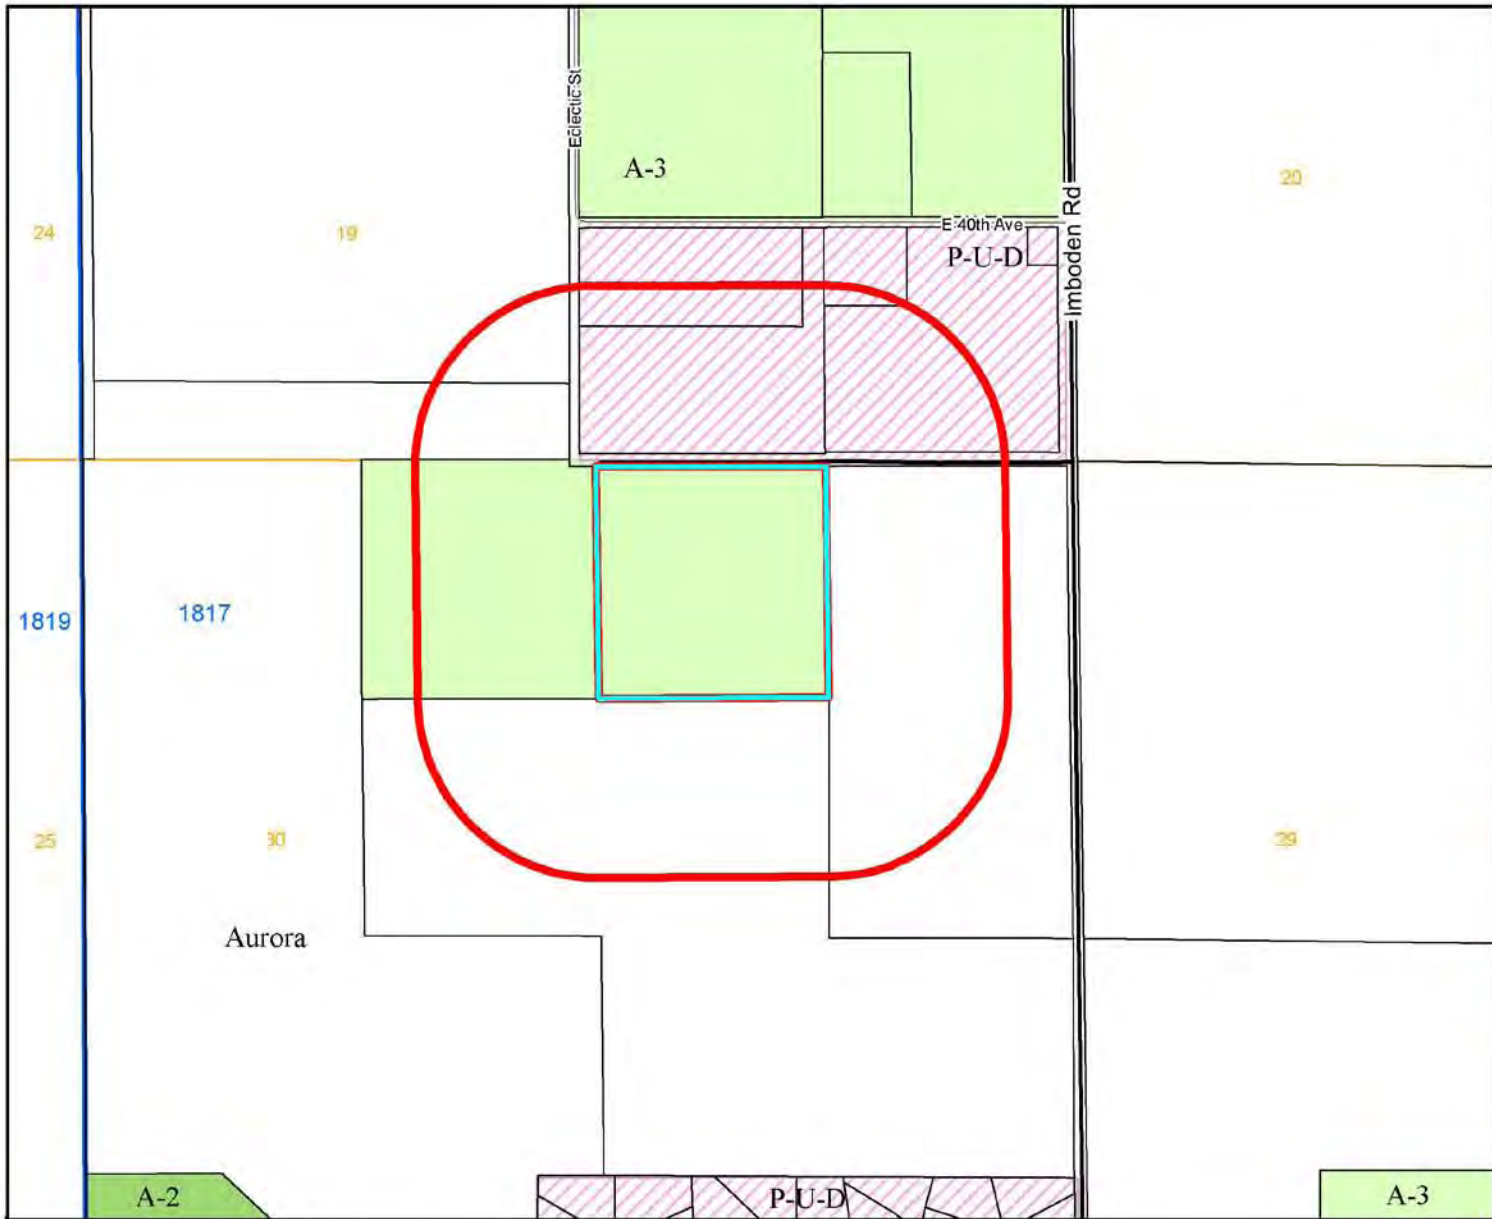 Eclectic St
A-3
20
Imboden Rd
E 40th Ave
24
19
P-U-D
1819
1817
25
30
29
Aurora
A-2
P-U-D
A-3